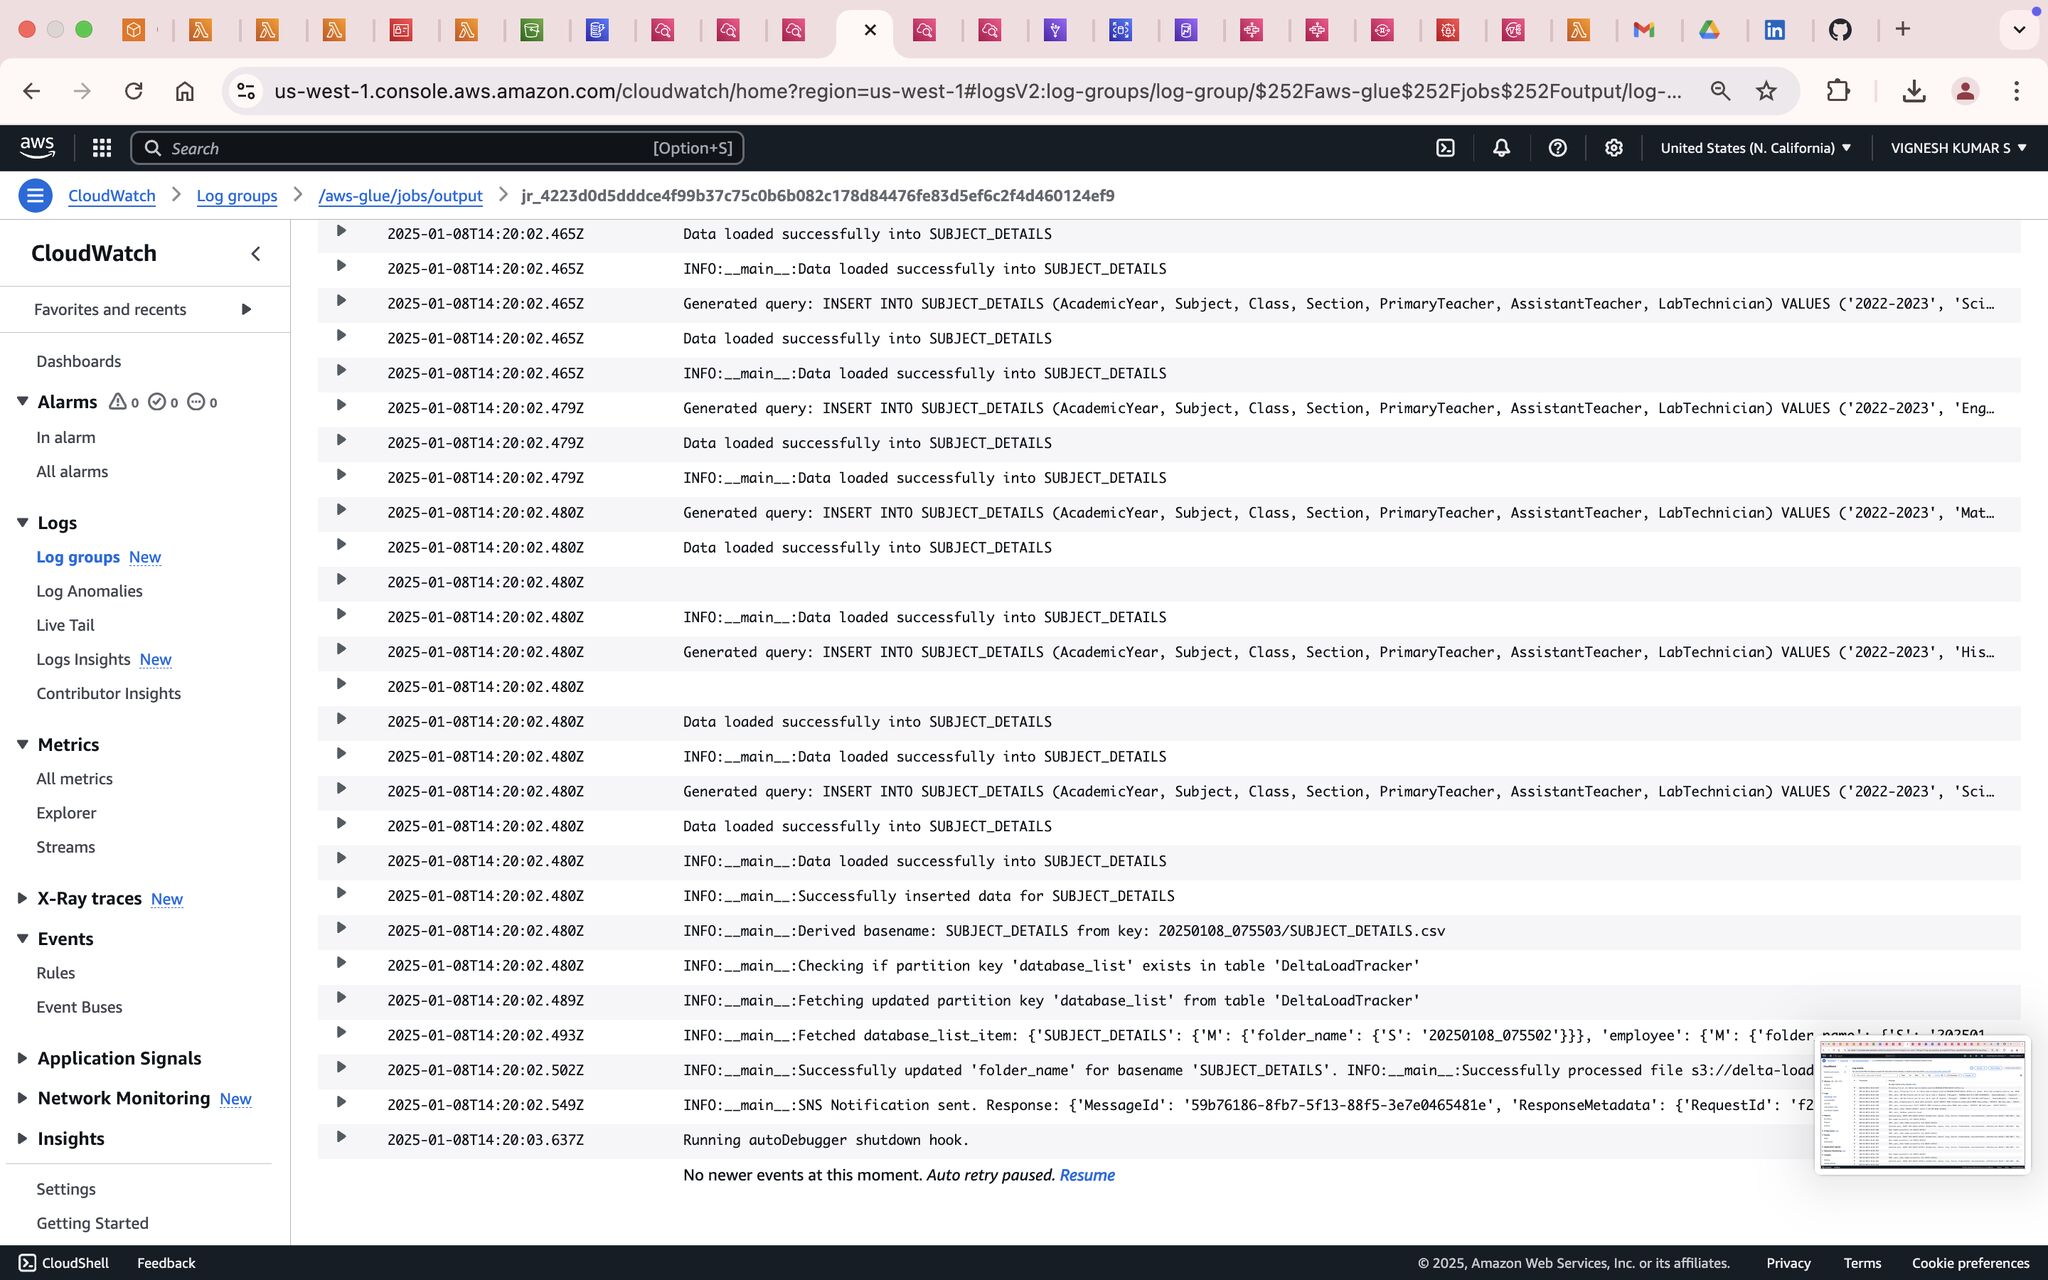 us-west-1.console.aws.amazon.com/cloudwatch/home?region=us-west-1#logsV2:log-groups/log-group/$252Faws-glue$252Fjobs$252Foutput/log-...
aws
Search [Option+S]
United States (N. California)
VIGNESH KUMAR S
CloudWatch
Log groups
/aws-glue/jobs/output
jr_4223d0d5dddce4f99b37c75c0b6b082c178d84476fe83d5ef6c2f4d460124ef9
CloudWatch
Favorites and recents
Dashboards
Alarms 0 0 0
In alarm
All alarms
Logs
Log groups New
Log Anomalies
Live Tail
Logs Insights New
Contributor Insights
Metrics
All metrics
Explorer
Streams
X-Ray traces New
Events
Rules
Event Buses
Application Signals
Network Monitoring New
Insights
Settings
Getting Started
2025-01-08T14:20:02.465Z Data loaded successfully into SUBJECT_DETAILS
2025-01-08T14:20:02.465Z INFO:__main__:Data loaded successfully into SUBJECT_DETAILS
2025-01-08T14:20:02.465Z Generated query: INSERT INTO SUBJECT_DETAILS (AcademicYear, Subject, Class, Section, PrimaryTeacher, AssistantTeacher, LabTechnician) VALUES ('2022-2023', 'Sci…
2025-01-08T14:20:02.465Z Data loaded successfully into SUBJECT_DETAILS
2025-01-08T14:20:02.465Z INFO:__main__:Data loaded successfully into SUBJECT_DETAILS
2025-01-08T14:20:02.479Z Generated query: INSERT INTO SUBJECT_DETAILS (AcademicYear, Subject, Class, Section, PrimaryTeacher, AssistantTeacher, LabTechnician) VALUES ('2022-2023', 'Eng…
2025-01-08T14:20:02.479Z Data loaded successfully into SUBJECT_DETAILS
2025-01-08T14:20:02.479Z INFO:__main__:Data loaded successfully into SUBJECT_DETAILS
2025-01-08T14:20:02.480Z Generated query: INSERT INTO SUBJECT_DETAILS (AcademicYear, Subject, Class, Section, PrimaryTeacher, AssistantTeacher, LabTechnician) VALUES ('2022-2023', 'Mat…
2025-01-08T14:20:02.480Z Data loaded successfully into SUBJECT_DETAILS
2025-01-08T14:20:02.480Z
2025-01-08T14:20:02.480Z INFO:__main__:Data loaded successfully into SUBJECT_DETAILS
2025-01-08T14:20:02.480Z Generated query: INSERT INTO SUBJECT_DETAILS (AcademicYear, Subject, Class, Section, PrimaryTeacher, AssistantTeacher, LabTechnician) VALUES ('2022-2023', 'His…
2025-01-08T14:20:02.480Z
2025-01-08T14:20:02.480Z Data loaded successfully into SUBJECT_DETAILS
2025-01-08T14:20:02.480Z INFO:__main__:Data loaded successfully into SUBJECT_DETAILS
2025-01-08T14:20:02.480Z Generated query: INSERT INTO SUBJECT_DETAILS (AcademicYear, Subject, Class, Section, PrimaryTeacher, AssistantTeacher, LabTechnician) VALUES ('2022-2023', 'Sci…
2025-01-08T14:20:02.480Z Data loaded successfully into SUBJECT_DETAILS
2025-01-08T14:20:02.480Z INFO:__main__:Data loaded successfully into SUBJECT_DETAILS
2025-01-08T14:20:02.480Z INFO:__main__:Successfully inserted data for SUBJECT_DETAILS
2025-01-08T14:20:02.480Z INFO:__main__:Derived basename: SUBJECT_DETAILS from key: 20250108_075503/SUBJECT_DETAILS.csv
2025-01-08T14:20:02.480Z INFO:__main__:Checking if partition key 'database_list' exists in table 'DeltaLoadTracker'
2025-01-08T14:20:02.489Z INFO:__main__:Fetching updated partition key 'database_list' from table 'DeltaLoadTracker'
2025-01-08T14:20:02.493Z INFO:__main__:Fetched database_list_item: {'SUBJECT_DETAILS': {'M': {'folder_name': {'S': '20250108_075502'}}}, 'employee': {'M': {'folder_name': {'S': '202501…
2025-01-08T14:20:02.502Z INFO:__main__:Successfully updated 'folder_name' for basename 'SUBJECT_DETAILS'. INFO:__main__:Successfully processed file s3://delta-load
2025-01-08T14:20:02.549Z INFO:__main__:SNS Notification sent. Response: {'MessageId': '59b76186-8fb7-5f13-88f5-3e7e0465481e', 'ResponseMetadata': {'RequestId': 'f2
2025-01-08T14:20:03.637Z Running autoDebugger shutdown hook.
No newer events at this moment. Auto retry paused. Resume
CloudShell Feedback
© 2025, Amazon Web Services, Inc. or its affiliates. Privacy Terms Cookie preferences